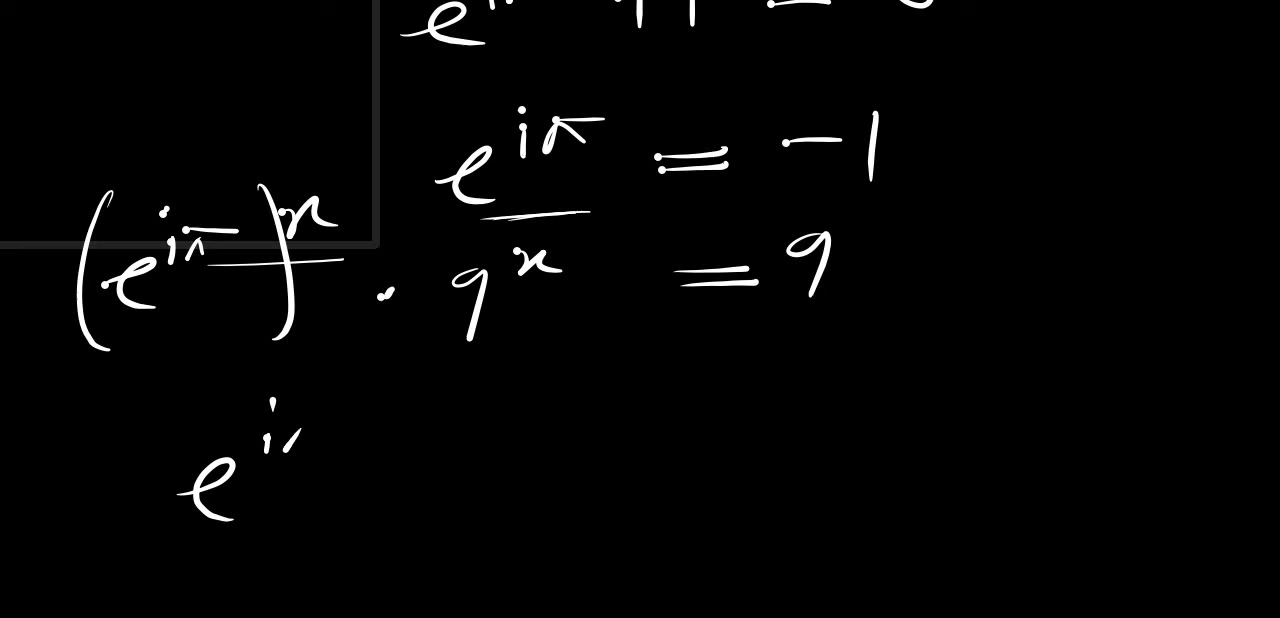 e^{iπ} = -1
(e^{iπ})^x · 9^x = 9
e^i